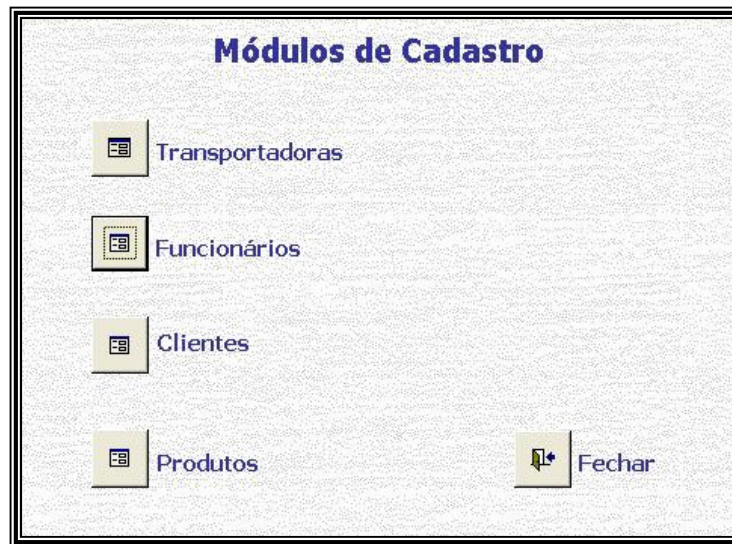 Módulos de Cadastro
Transportadoras
Funcionários
Clientes
Produtos
Fechar